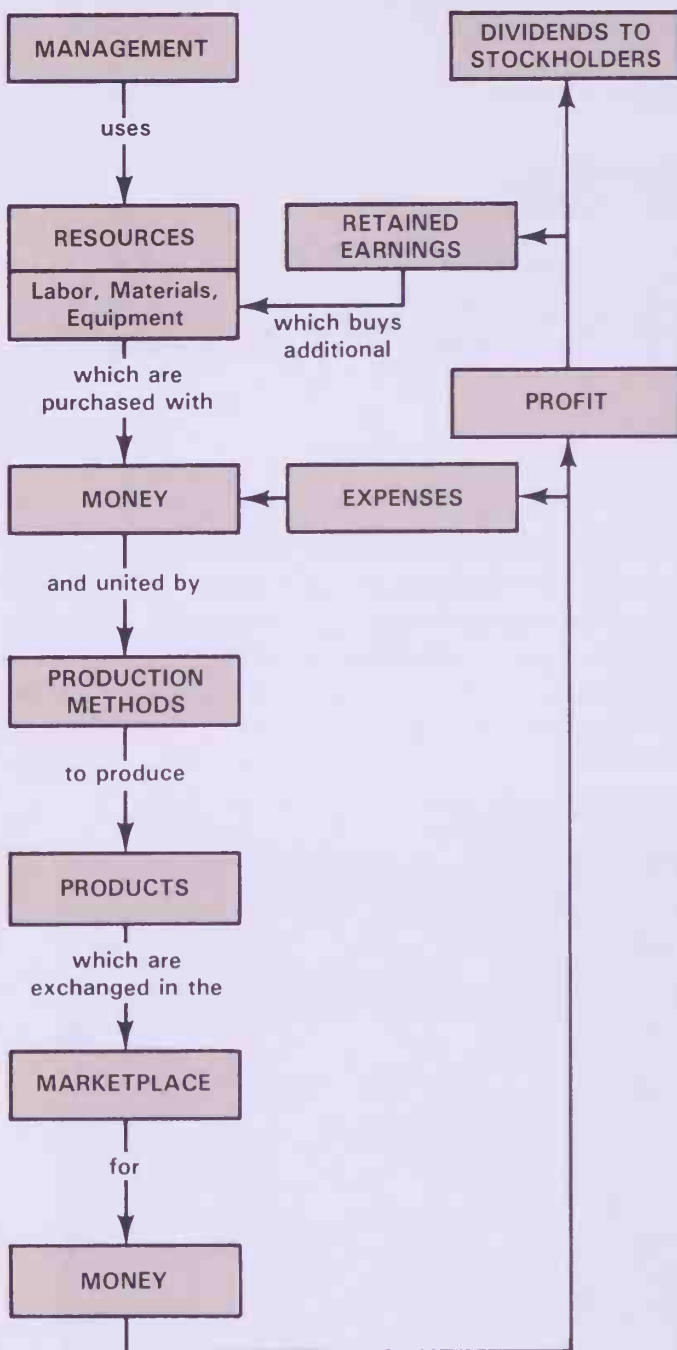 MANAGEMENT
DIVIDENDS TO
STOCKHOLDERS
uses
RESOURCES
RETAINED
EARNINGS
Labor, Materials,
Equipment
which buys
additional
which are
purchased with
PROFIT
MONEY
EXPENSES
and united by
PRODUCTION
METHODS
to produce
PRODUCTS
which are
exchanged in the
MARKETPLACE
for
MONEY